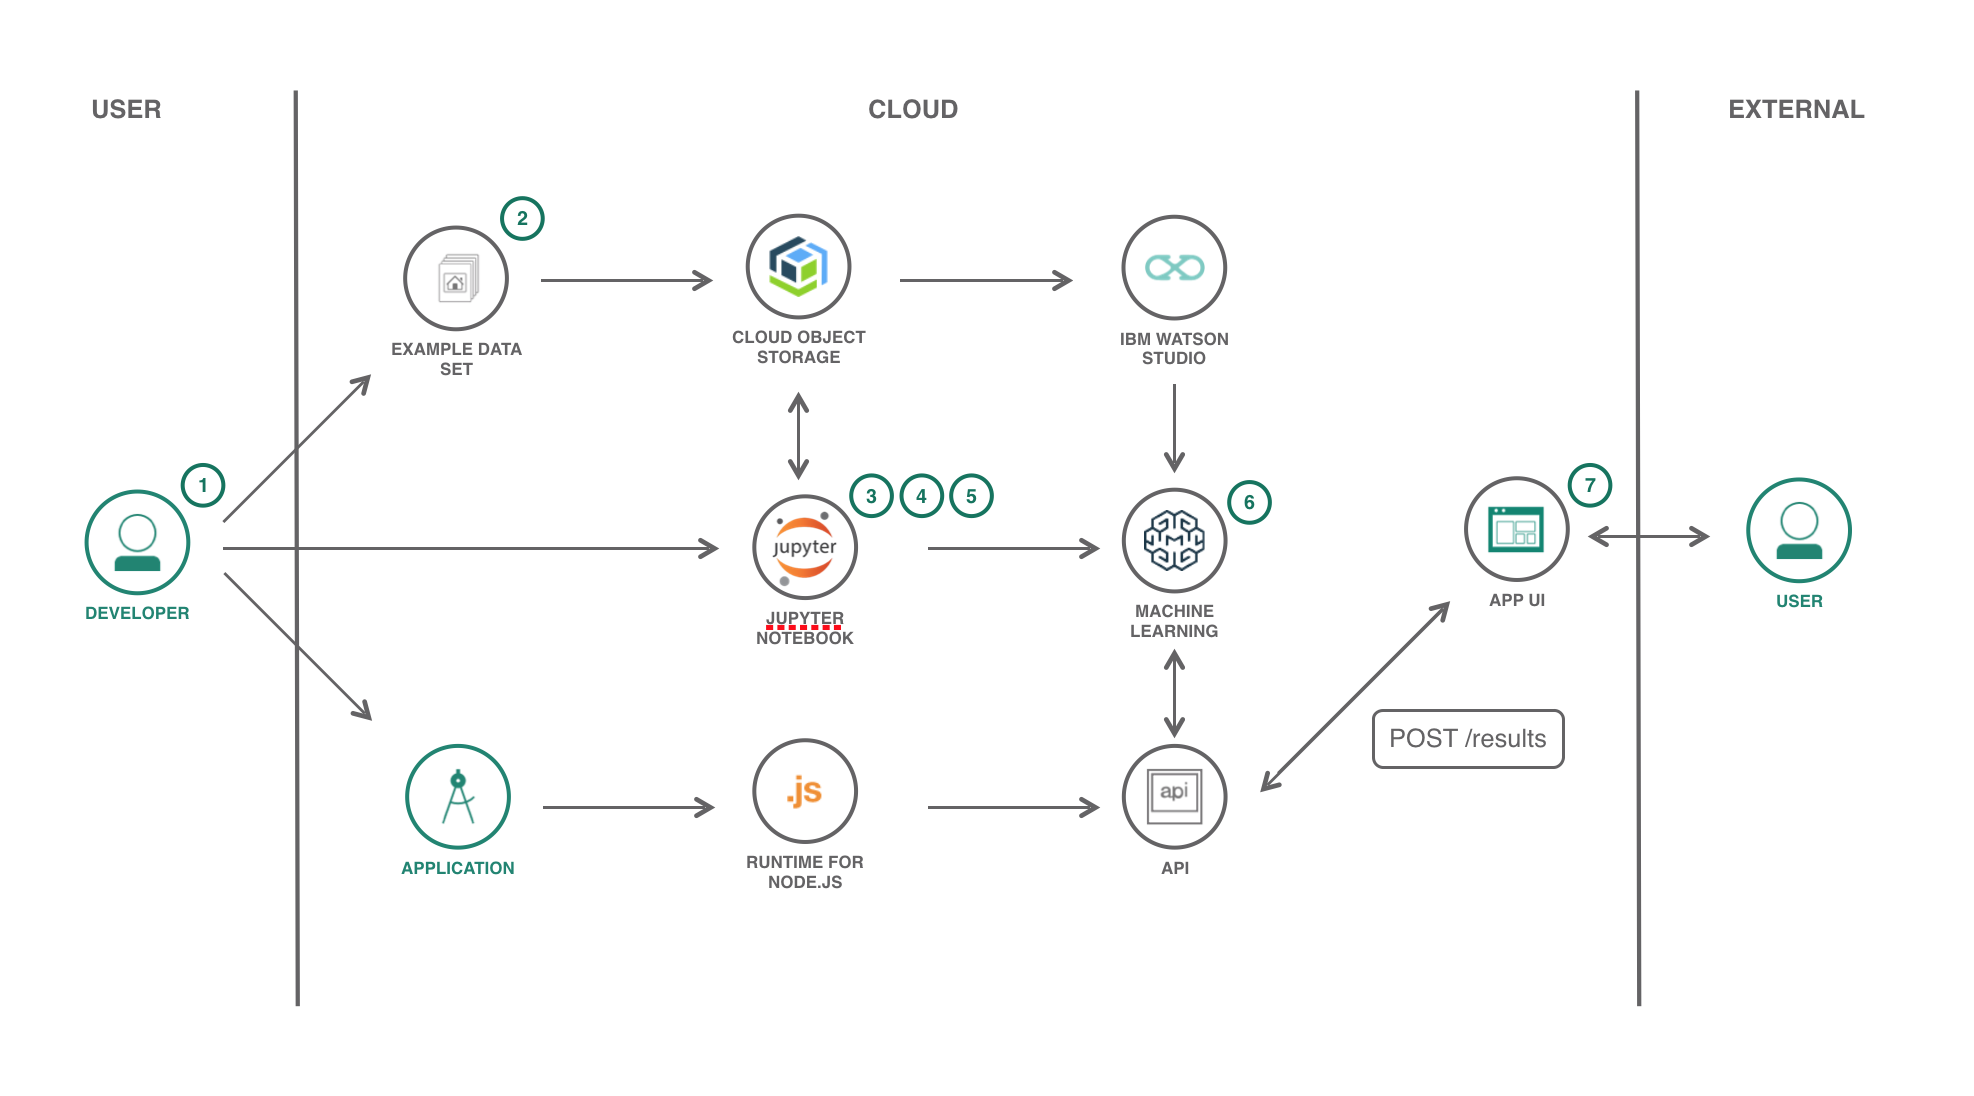 USER
CLOUD
EXTERNAL
2
EXAMPLE DATA
SET
CLOUD OBJECT
STORAGE
IBM WATSON
STUDIO
1
DEVELOPER
3
4
5
jupyter
JUPYTER
NOTEBOOK
6
MACHINE
LEARNING
7
APP UI
USER
POST /results
APPLICATION
.js
RUNTIME FOR
NODE.JS
api
API